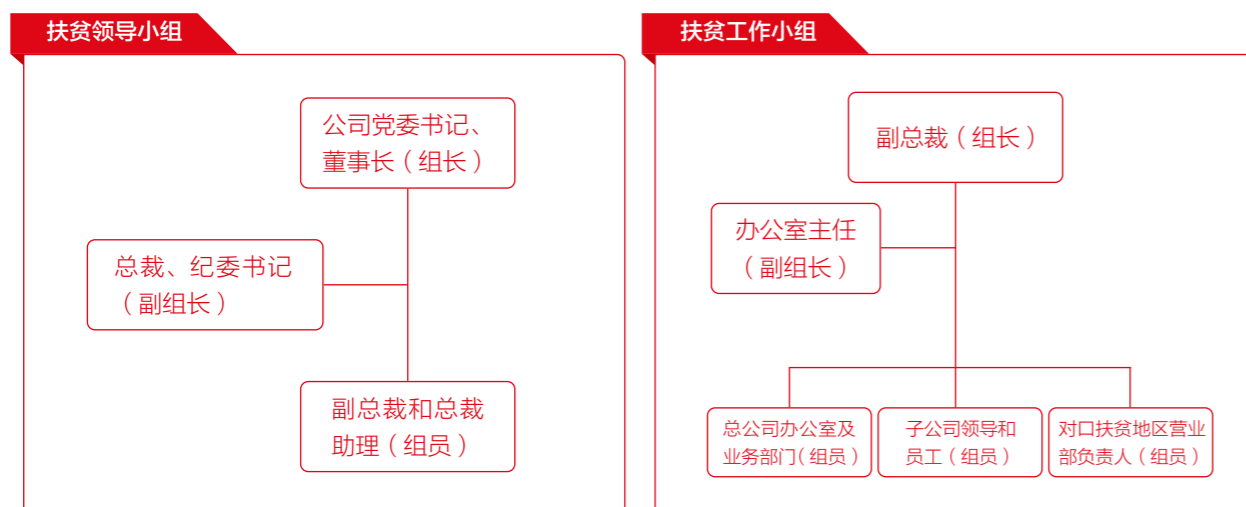 扶贫领导小组
公司党委书记、
董事长（组长）
总裁、纪委书记
（副组长）
副总裁和总裁
助理（组员）
扶贫工作小组
副总裁（组长）
办公室主任
（副组长）
总公司办公室及
业务部门（组员）
子公司领导和
员工（组员）
对口扶贫地区营业
部负责人（组员）